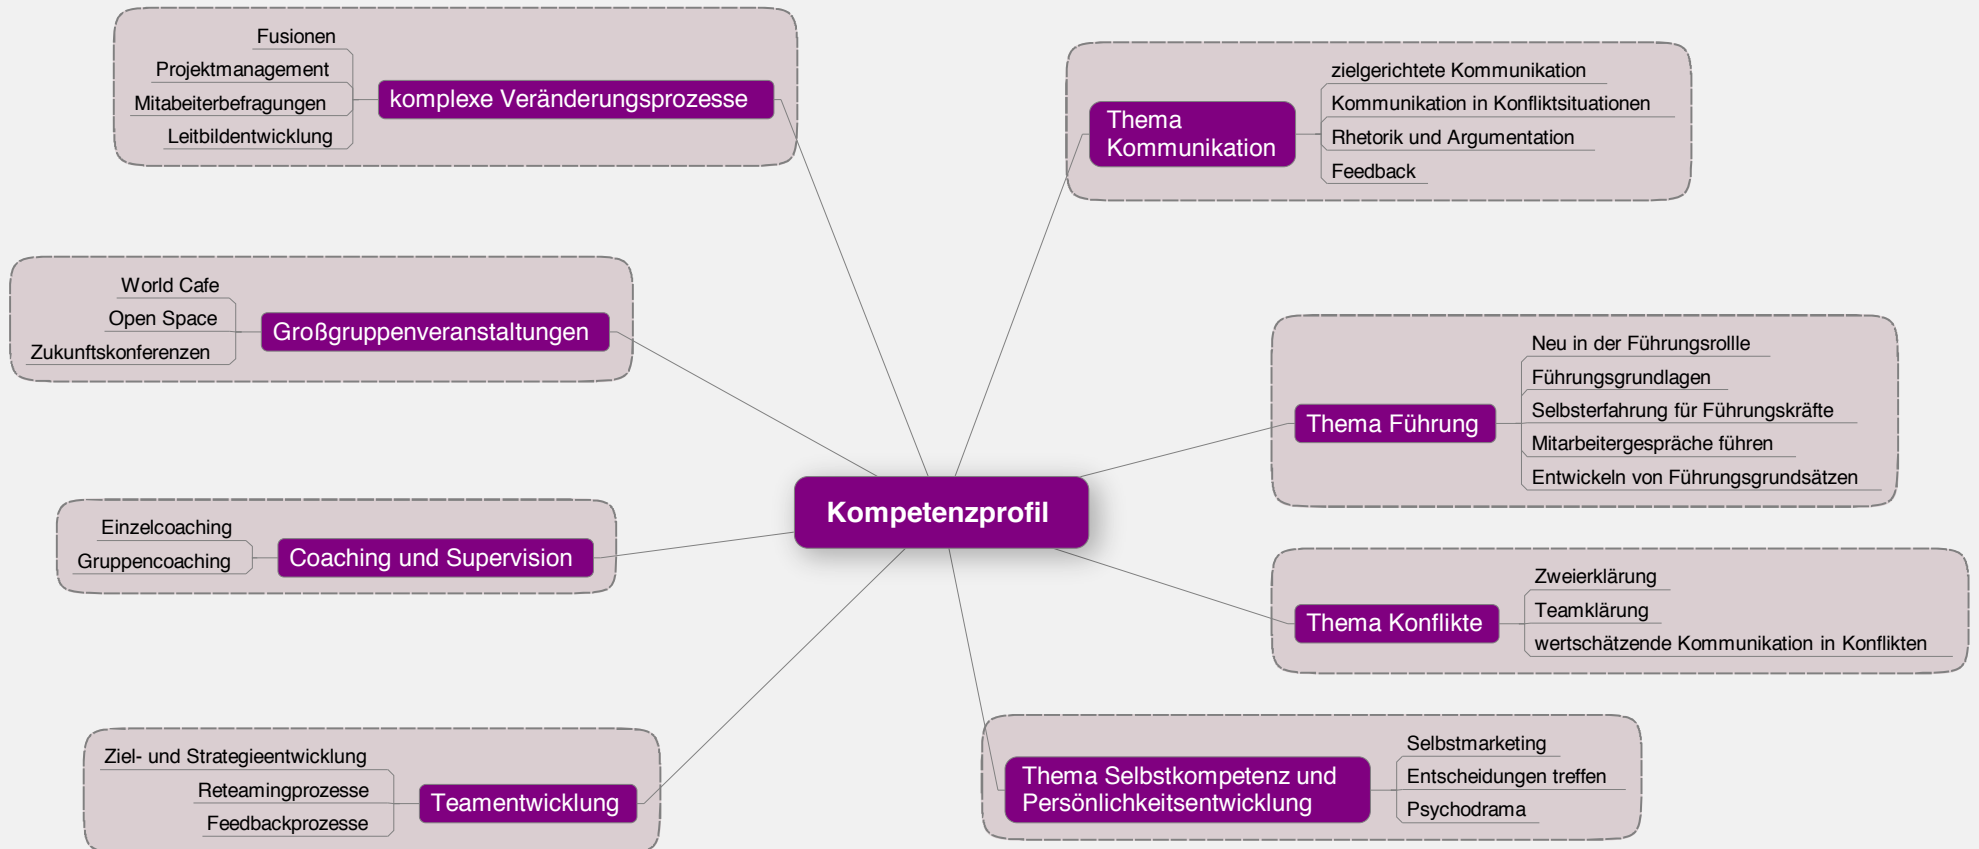 Kompetenzprofil
komplexe Veränderungsprozesse
Fusionen
Projektmanagement
Mitabeiterbefragungen
Leitbildentwicklung
Großgruppenveranstaltungen
World Cafe
Open Space
Zukunftskonferenzen
Coaching und Supervision
Einzelcoaching
Gruppencoaching
Teamentwicklung
Ziel- und Strategieentwicklung
Reteamingprozesse
Feedbackprozesse
Thema
Kommunikation
zielgerichtete Kommunikation
Kommunikation in Konfliktsituationen
Rhetorik und Argumentation
Feedback
Thema Führung
Neu in der Führungsrollle
Führungsgrundlagen
Selbsterfahrung für Führungskräfte
Mitarbeitergespräche führen
Entwickeln von Führungsgrundsätzen
Thema Konflikte
Zweierklärung
Teamklärung
wertschätzende Kommunikation in Konflikten
Thema Selbstkompetenz und
Persönlichkeitsentwicklung
Selbstmarketing
Entscheidungen treffen
Psychodrama